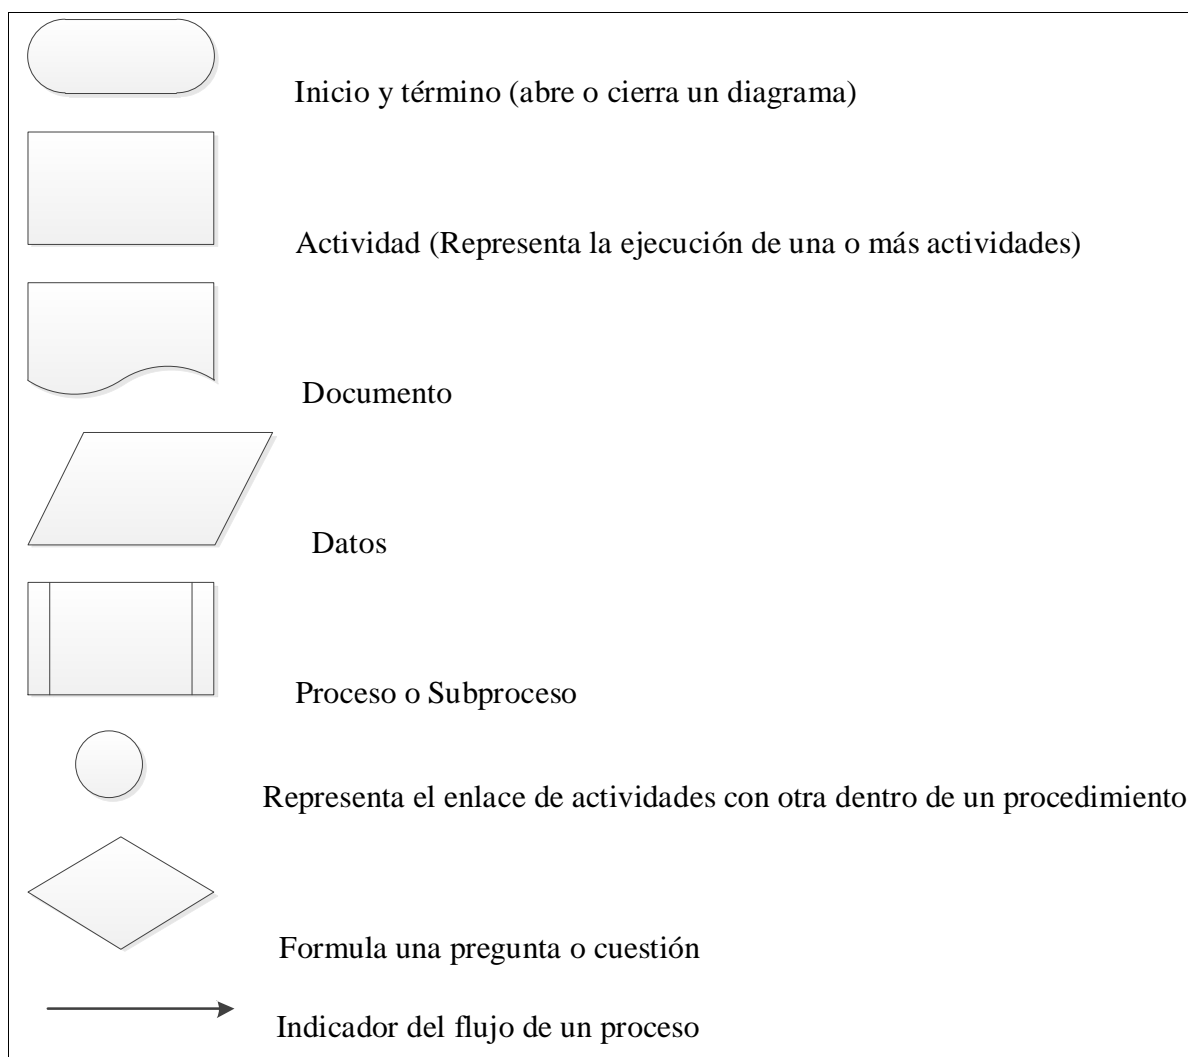 Inicio y término (abre o cierra un diagrama)
Actividad (Representa la ejecución de una o más actividades)
Documento
Datos
Proceso o Subproceso
Representa el enlace de actividades con otra dentro de un procedimiento
Formula una pregunta o cuestión
Indicador del flujo de un proceso